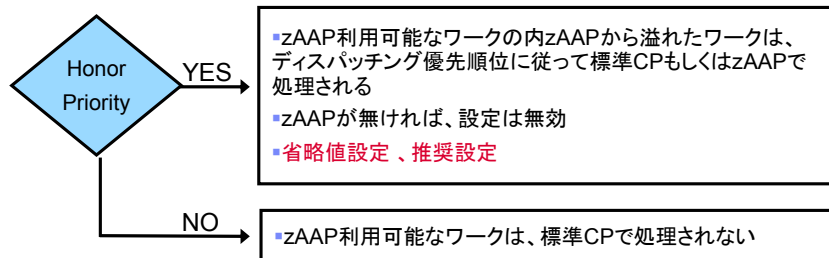 Honor
Priority
YES
▪zAAP利用可能なワークの内zAAPから溢れたワークは、
ディスパッチング優先順位に従って標準CPもしくはzAAPで
処理される
▪zAAPが無ければ、設定は無効
▪省略値設定 、推奨設定
NO
▪zAAP利用可能なワークは、標準CPで処理されない